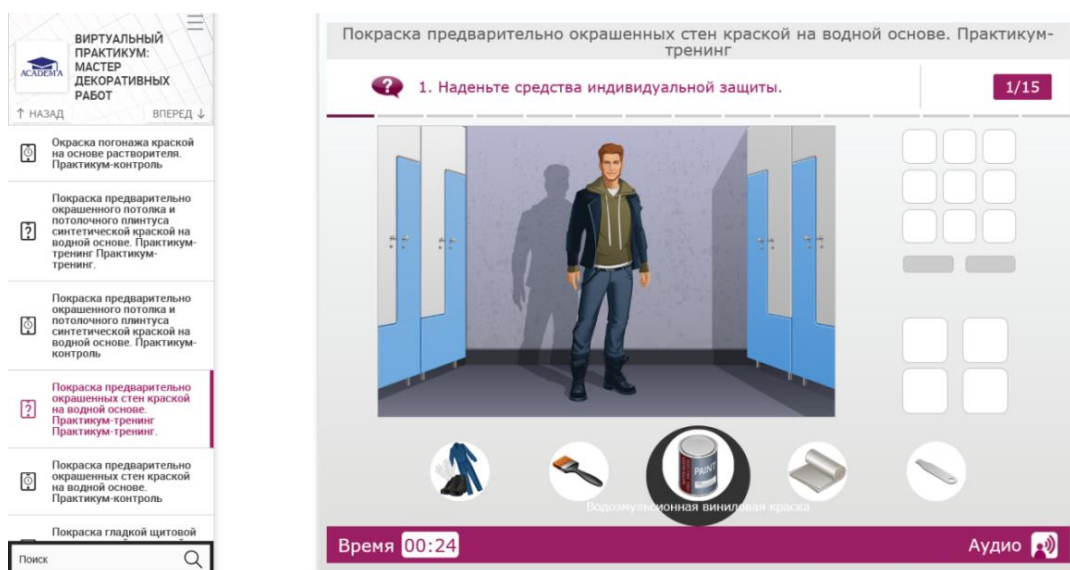 ВИРТУАЛЬНЫЙ
ПРАКТИКУМ:
МАСТЕР
ДЕКОРАТИВНЫХ
РАБОТ
ACADEM'A
↑ НАЗАД
ВПЕРЕД ↓
Окраска погонажа краской
на основе растворителя.
Практикум-контроль
Покраска предварительно
окрашенного потолка и
потолочного плинтуса
синтетической краской на
водной основе. Практикум-
тренинг Практикум-
тренинг.
Покраска предварительно
окрашенного потолка и
потолочного плинтуса
синтетической краской на
водной основе. Практикум-
контроль
Покраска предварительно
окрашенных стен краской
на водной основе.
Практикум-тренинг
Практикум-тренинг.
Покраска предварительно
окрашенных стен краской
на водной основе.
Практикум-контроль
Покраска гладкой щитовой
Поиск
Покраска предварительно окрашенных стен краской на водной основе. Практикум-
тренинг
1. Наденьте средства индивидуальной защиты.
1/15
PAINT
Водоэмульсионная виниловая краска
Время 00:24
Аудио